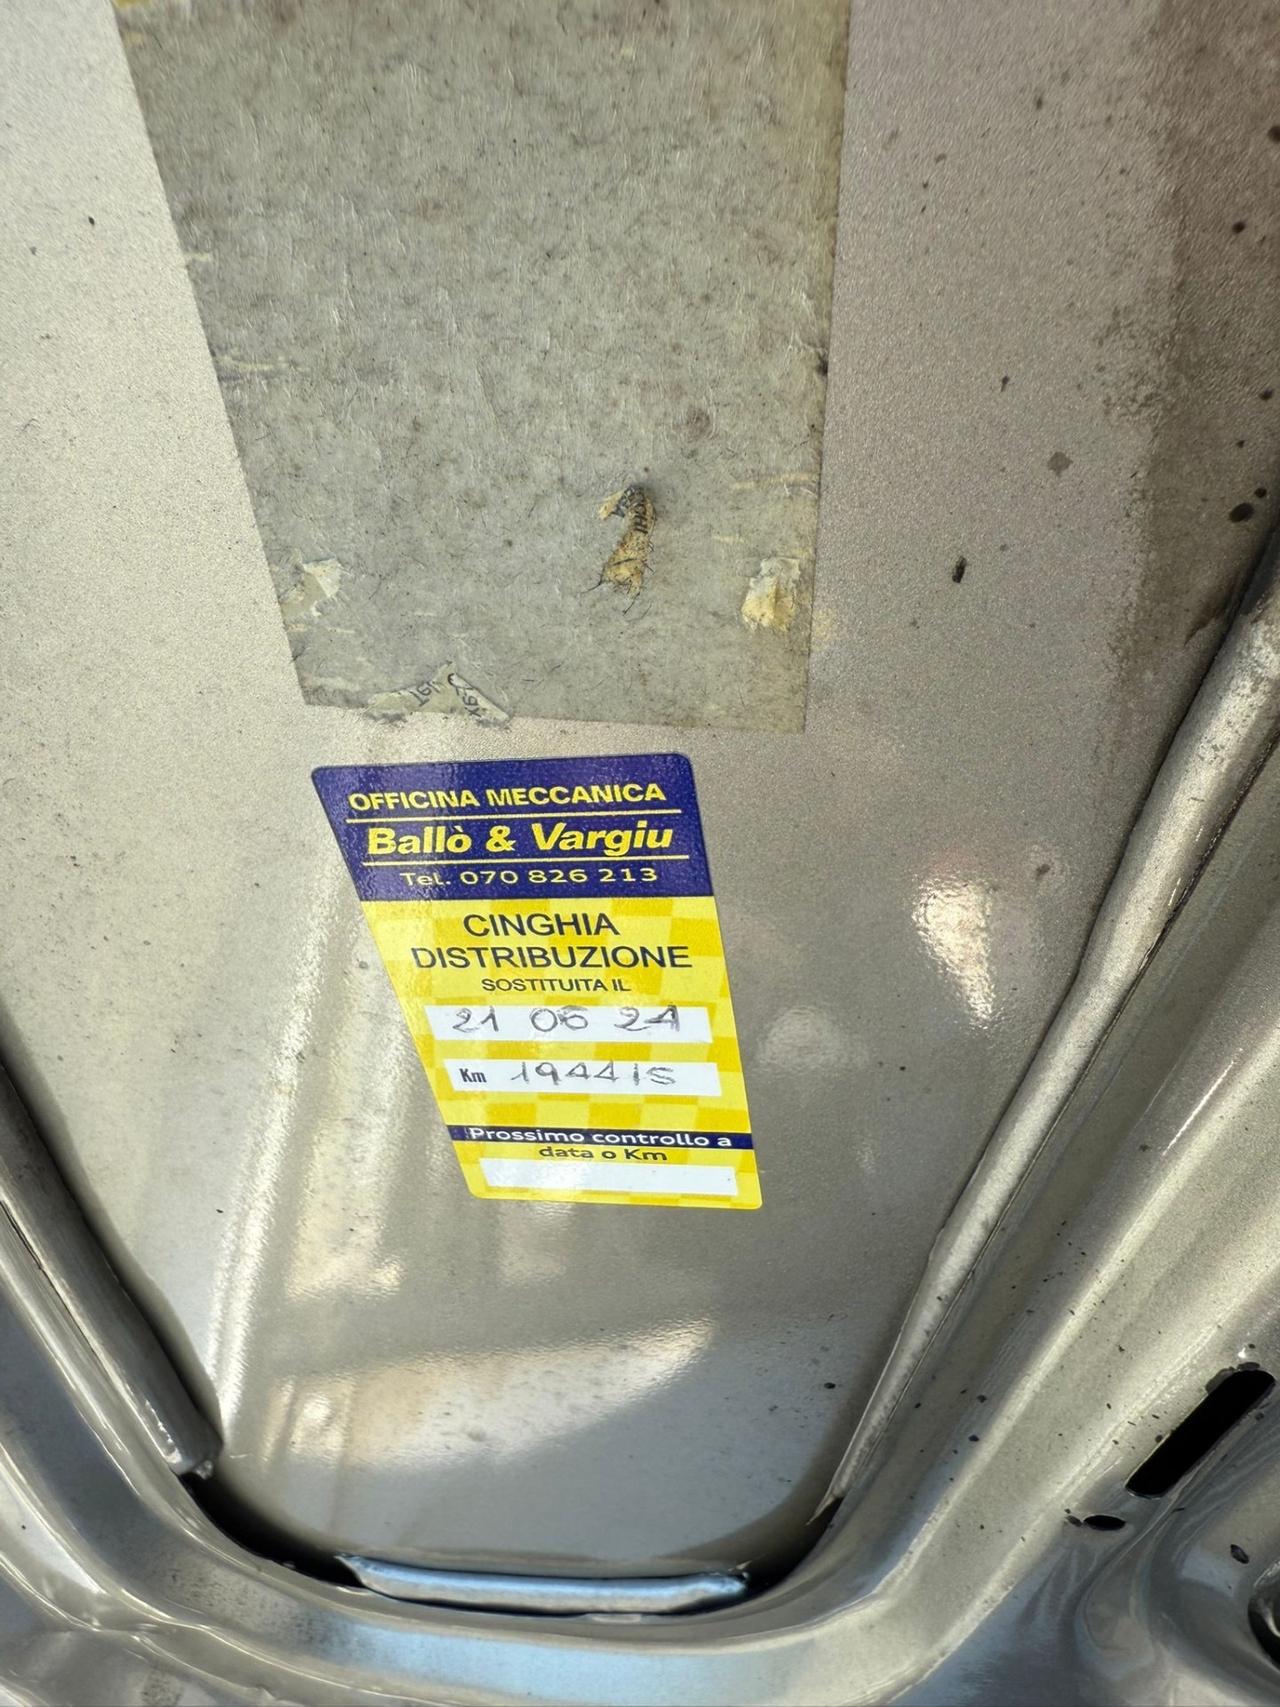 OFFICINA MECCANICA
Ballò & Vargiu
Tel. 070 826 213
CINGHIA
DISTRIBUZIONE
SOSTITUITA IL
21 06 24
Km 194415
Prossimo controllo a
data o Km